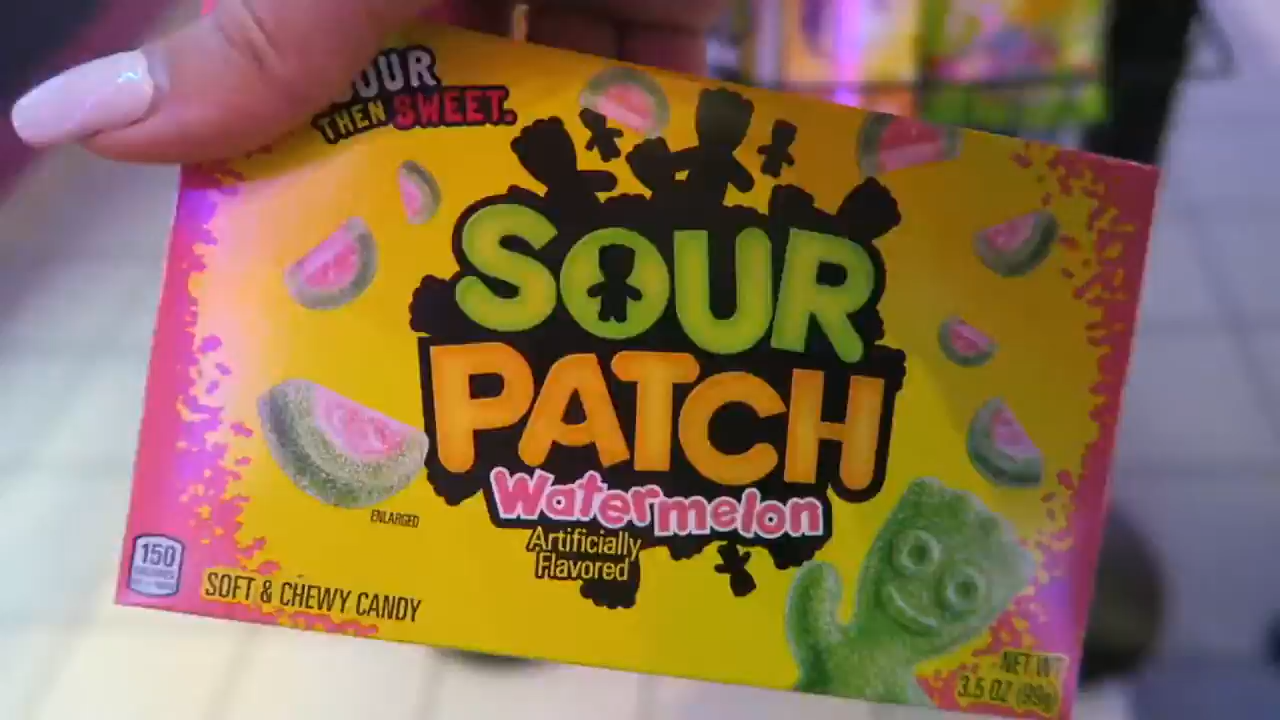 SOUR
THEN SWEET.
SOUR
PATCH
Watermelon
Artificially
Flavored
ENLARGED
150
SOFT & CHEWY CANDY
NET WT
3.5 OZ (99g)